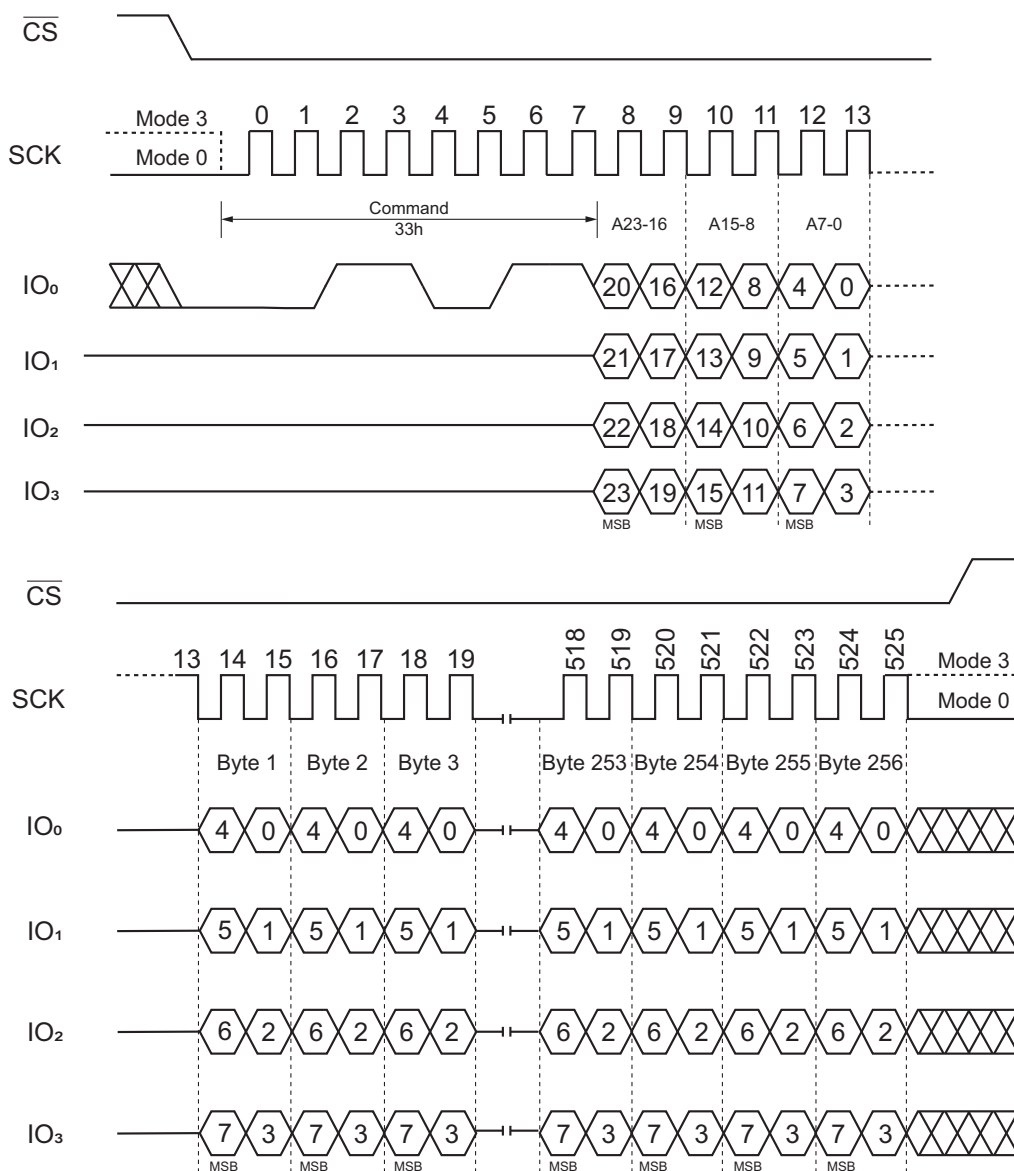 CS
0 1 2 3 4 5 6 7 8 9 10 11 12 13
Mode 3
SCK
Mode 0
Command
33h
A23-16 A15-8 A7-0
IO₀ 20 16 12 8 4 0
IO₁ 21 17 13 9 5 1
IO₂ 22 18 14 10 6 2
IO₃ 23 19 15 11 7 3
MSB MSB MSB
CS
13 14 15 16 17 18 19 518 519 520 521 522 523 524 525
Mode 3
SCK
Mode 0
Byte 1 Byte 2 Byte 3 Byte 253 Byte 254 Byte 255 Byte 256
IO₀ 4 0 4 0 4 0 4 0 4 0 4 0 4 0
IO₁ 5 1 5 1 5 1 5 1 5 1 5 1 5 1
IO₂ 6 2 6 2 6 2 6 2 6 2 6 2 6 2
IO₃ 7 3 7 3 7 3 7 3 7 3 7 3 7 3
MSB MSB MSB MSB MSB MSB MSB